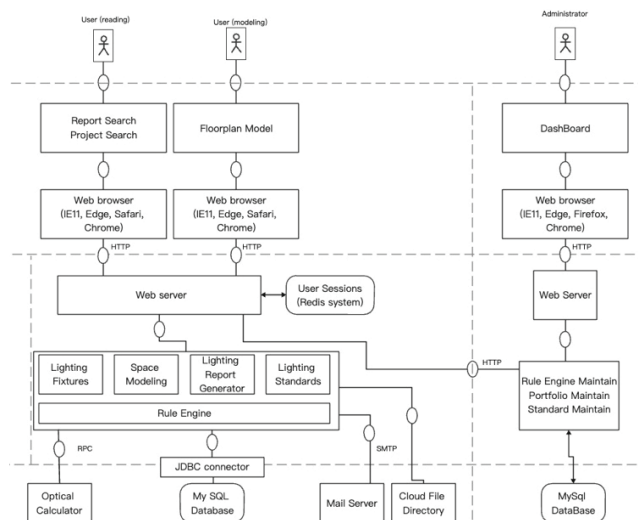 User (reading)
User (modeling)
Administrator
Report Search
Project Search
Floorplan Model
DashBoard
Web browser
(IE11, Edge, Safari,
Chrome)
Web browser
(IE11, Edge, Safari,
Chrome)
Web browser
(IE11, Edge, Firefox,
Chrome)
HTTP
HTTP
HTTP
Web server
User Sessions
(Redis system)
Web Server
Lighting
Fixtures
Space
Modeling
Lighting
Report
Generator
Lighting
Standards
Rule Engine
HTTP
Rule Engine Maintain
Portfolio Maintain
Standard Maintain
RPC
SMTP
JDBC connector
Optical
Calculator
My SQL
Database
Mail Server
Cloud File
Directory
MySql
DataBase